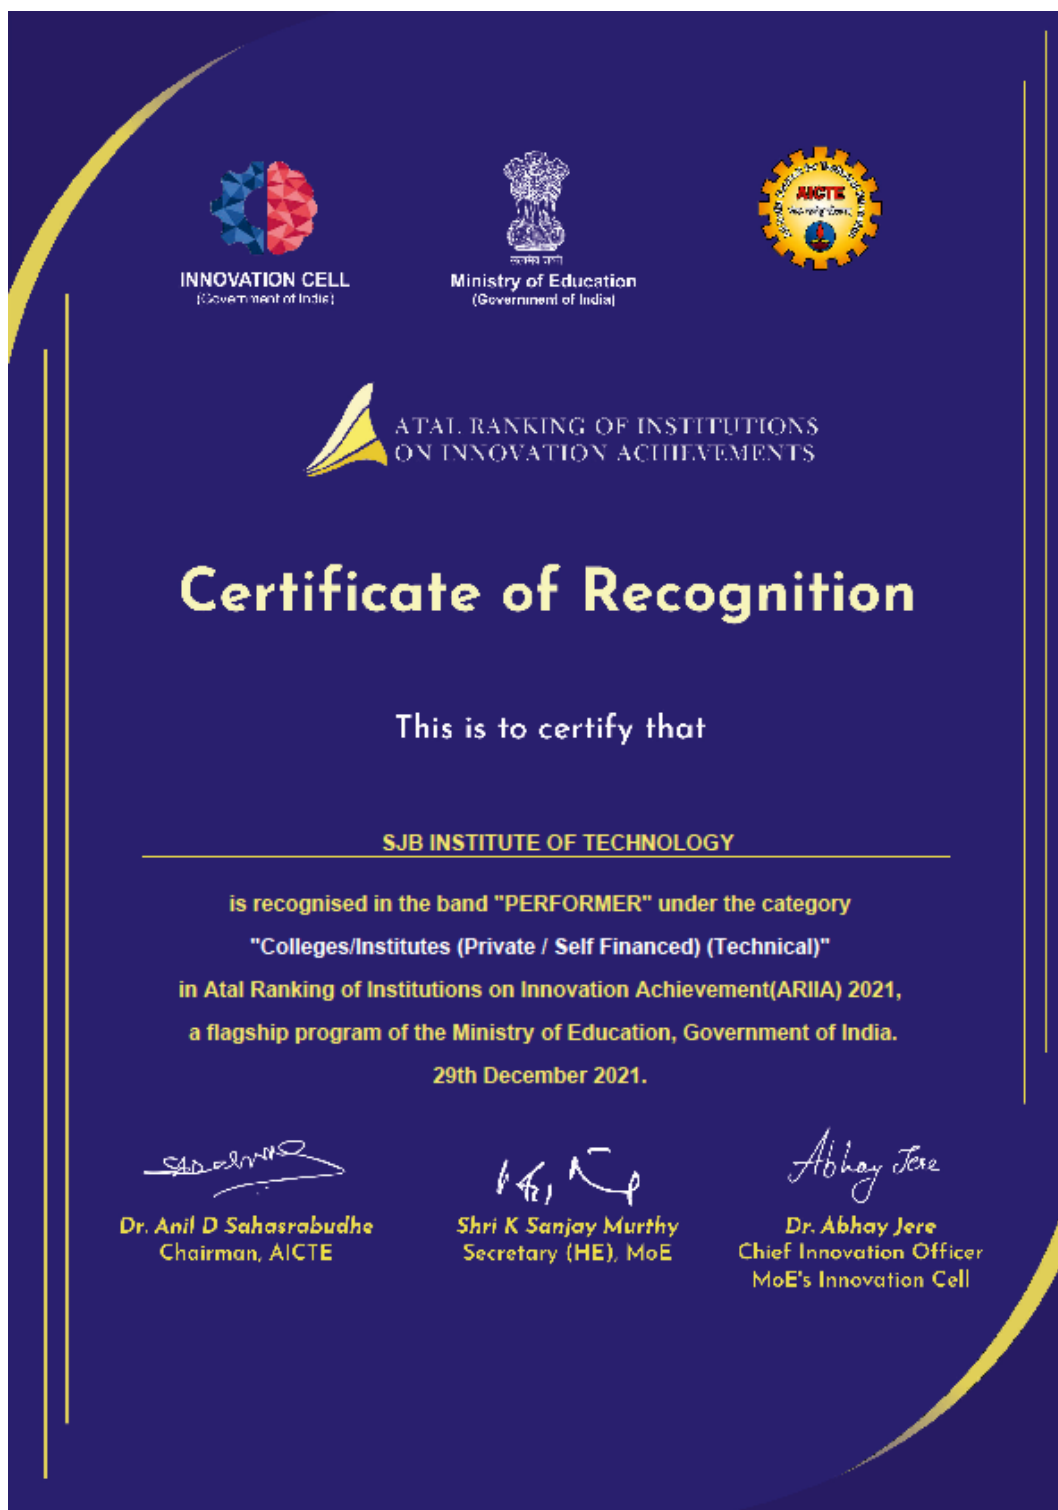 AICTE
INNOVATION CELL
(Government of India)
सत्यमेव जयते
Ministry of Education
(Government of India)
ATAL RANKING OF INSTITUTIONS
ON INNOVATION ACHIEVEMENTS
Certificate of Recognition
This is to certify that
SJB INSTITUTE OF TECHNOLOGY
is recognised in the band "PERFORMER" under the category
"Colleges/Institutes (Private / Self Financed) (Technical)"
in Atal Ranking of Institutions on Innovation Achievement(ARIIA) 2021,
a flagship program of the Ministry of Education, Government of India.
29th December 2021.
Abhay Jere
Dr. Anil D Sahasrabudhe
Chairman, AICTE
Shri K Sanjay Murthy
Secretary (HE), MoE
Dr. Abhay Jere
Chief Innovation Officer
MoE's Innovation Cell